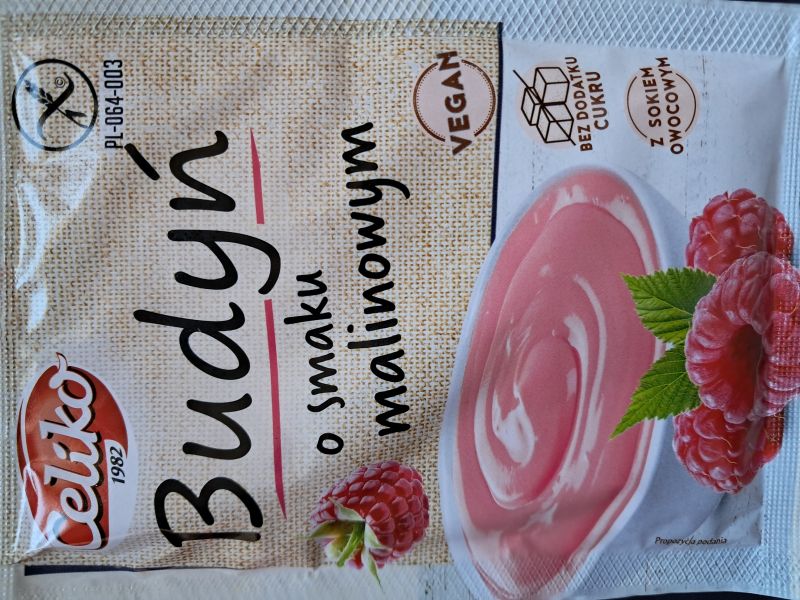 Celiko
1982
PL-064-003
Budyń
o smaku
malinowym
VEGAN
BEZ DODATKU
CUKRU
Z SOKIEM
OWOCOWYM
Propozycja podania